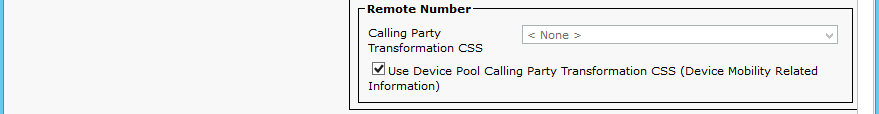 Remote Number
Calling Party < None >
Transformation CSS
Use Device Pool Calling Party Transformation CSS (Device Mobility Related
Information)